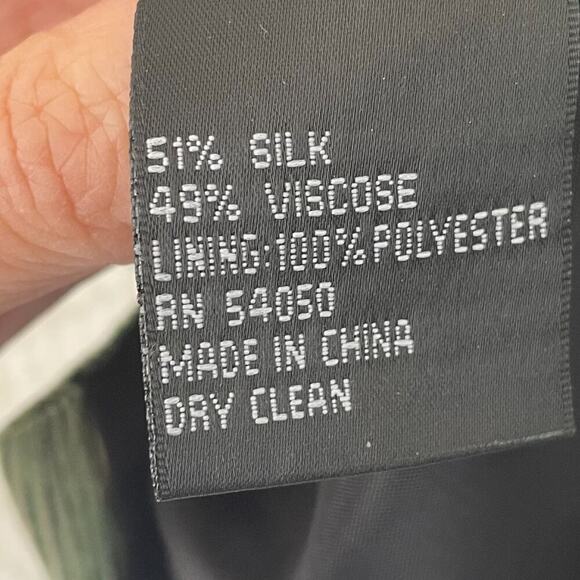 51% SILK
49% VISCOSE
LINING:100%POLYESTER
RN 54050
MADE IN CHINA
DRY CLEAN